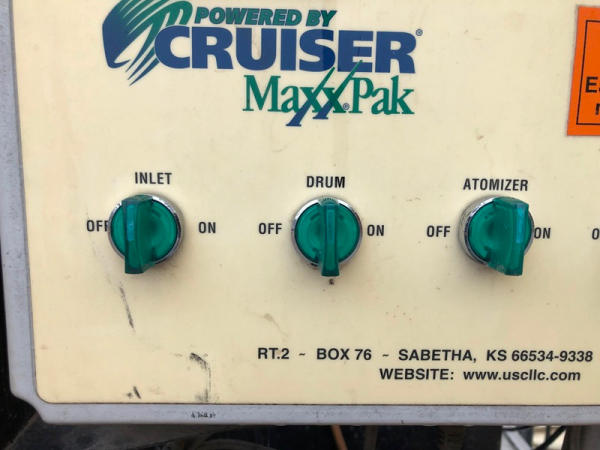 POWERED BY
CRUISER®
MaxxPak
INLET
DRUM
ATOMIZER
OFF
ON
OFF
ON
OFF
ON
RT.2 ~ BOX 76 ~ SABETHA, KS 66534-9338
WEBSITE: www.uscllc.com